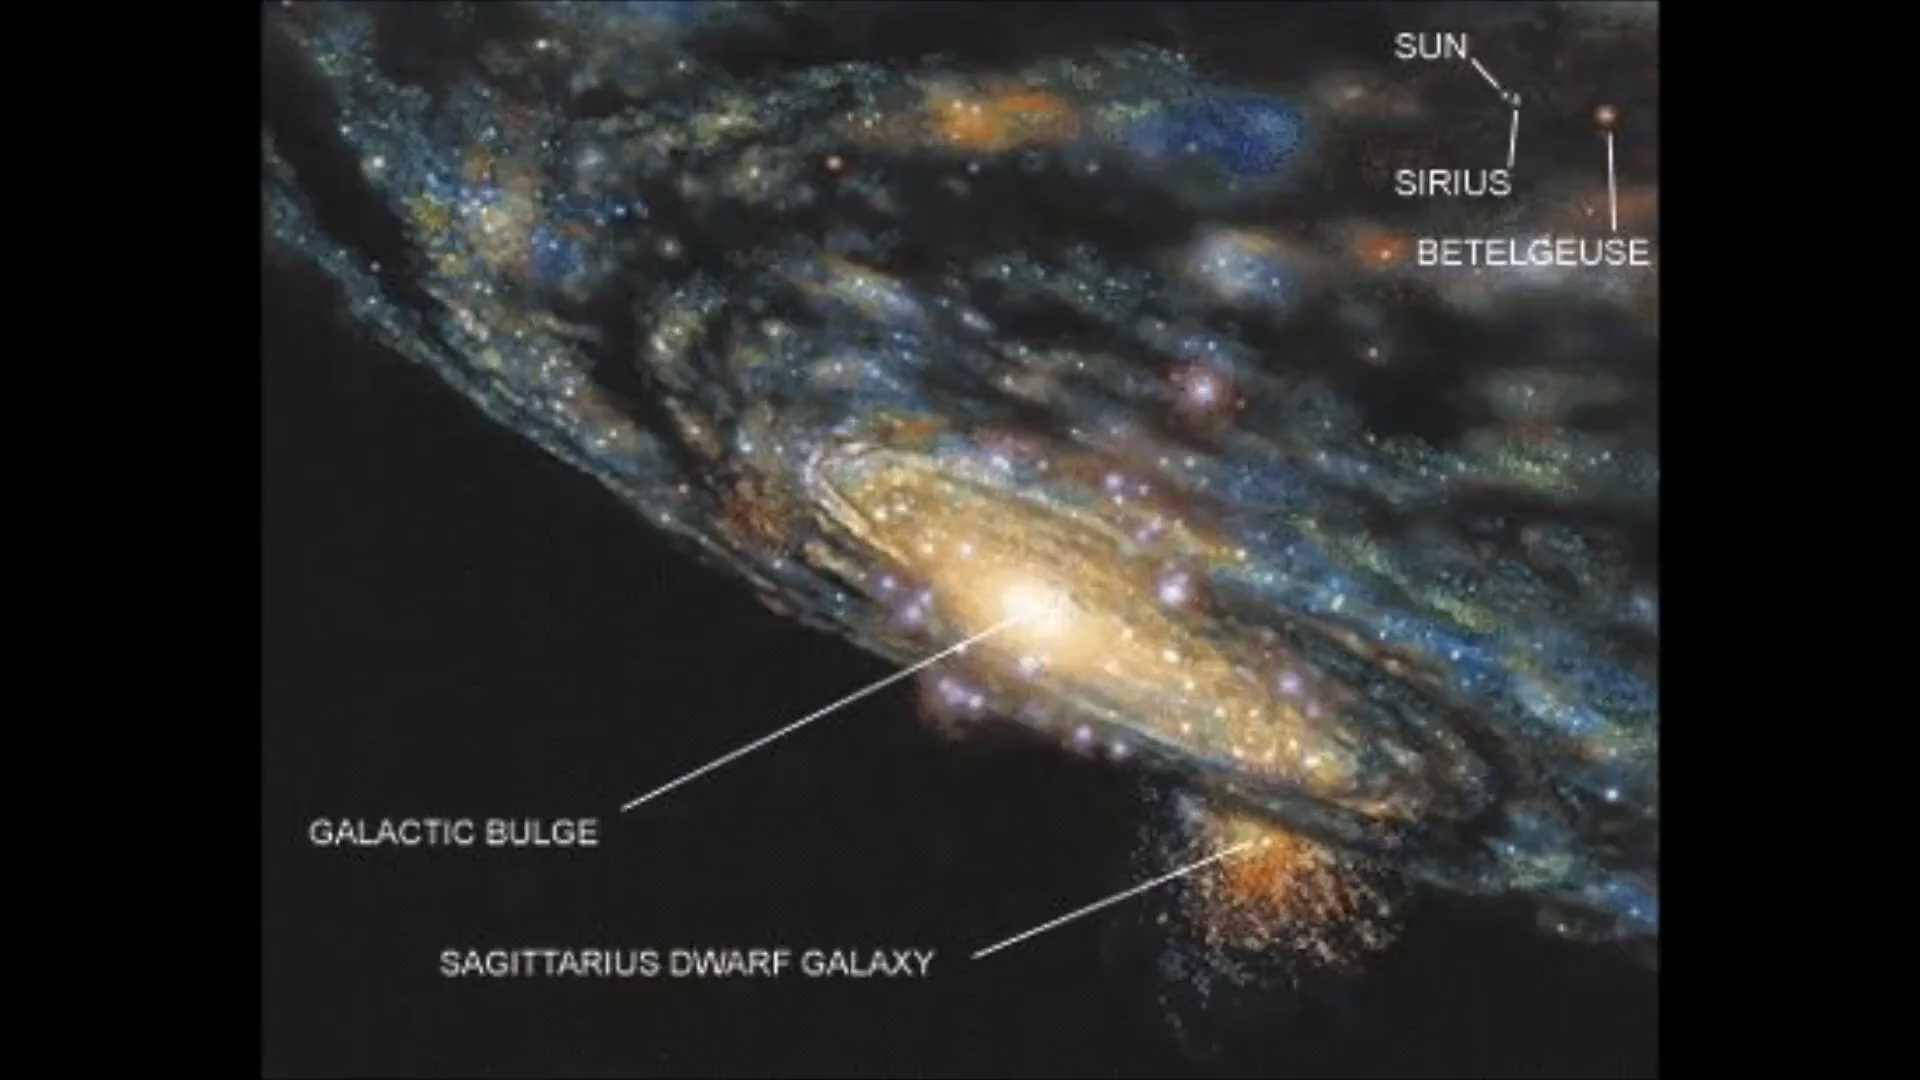 SUN
SIRIUS
BETELGEUSE
GALACTIC BULGE
SAGITTARIUS DWARF GALAXY